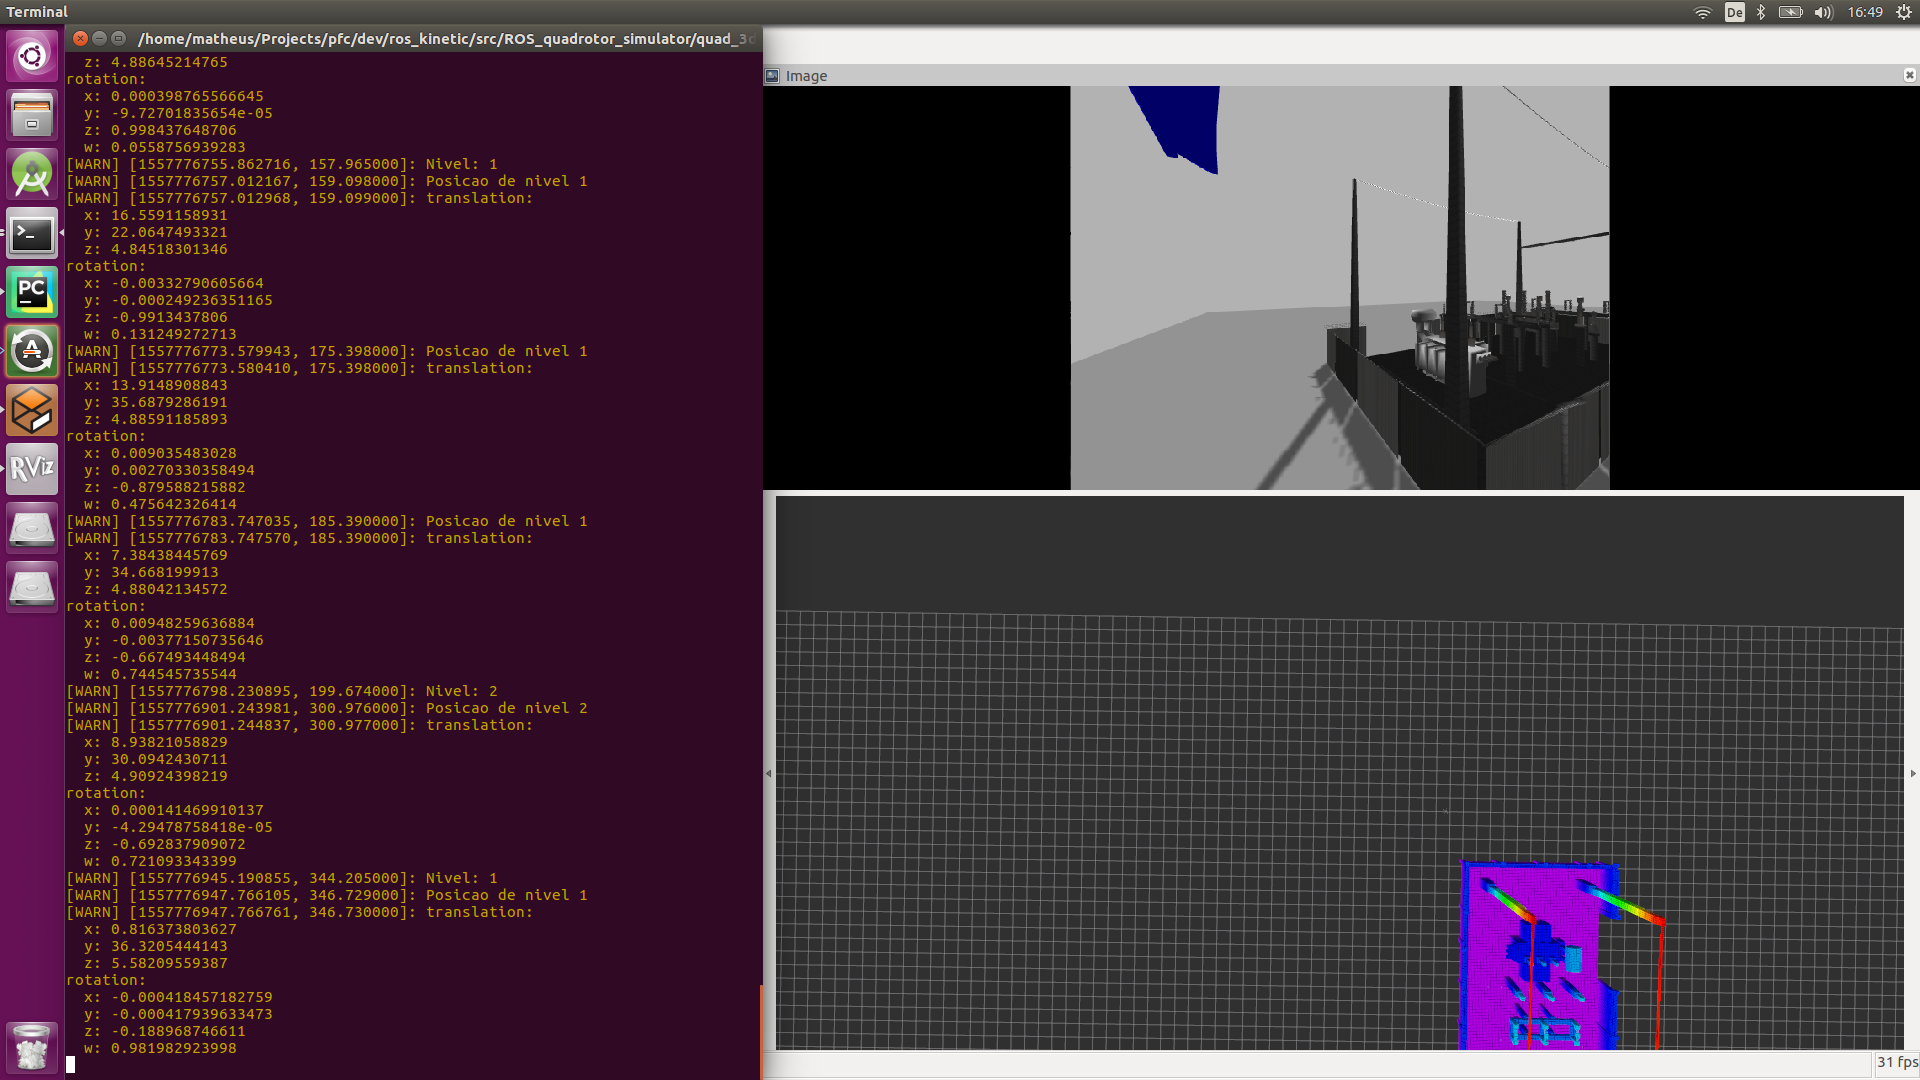 Terminal
De
16:49
/home/matheus/Projects/pfc/dev/ros_kinetic/src/ROS_quadrotor_simulator/quad_3d
z: 4.88645214765
rotation:
x: 0.000398765566645
y: -9.72701835654e-05
z: 0.998437648706
w: 0.0558756939283
[WARN] [1557776755.862716, 157.965000]: Nivel: 1
[WARN] [1557776757.012167, 159.098000]: Posicao de nivel 1
[WARN] [1557776757.012968, 159.099000]: translation:
x: 16.5591158931
y: 22.0647493321
z: 4.84518301346
rotation:
x: -0.00332790605664
y: -0.000249236351165
z: -0.9913437806
w: 0.131249272713
[WARN] [1557776773.579943, 175.398000]: Posicao de nivel 1
[WARN] [1557776773.580410, 175.398000]: translation:
x: 13.9148908843
y: 35.6879286191
z: 4.88591185893
rotation:
x: 0.009035483028
y: 0.00270330358494
z: -0.879588215882
w: 0.475642326414
[WARN] [1557776783.747035, 185.390000]: Posicao de nivel 1
[WARN] [1557776783.747570, 185.390000]: translation:
x: 7.38438445769
y: 34.668199913
z: 4.88042134572
rotation:
x: 0.00948259636884
y: -0.00377150735646
z: -0.667493448494
w: 0.744545735544
[WARN] [1557776798.230895, 199.674000]: Nivel: 2
[WARN] [1557776901.243981, 300.976000]: Posicao de nivel 2
[WARN] [1557776901.244837, 300.977000]: translation:
x: 8.93821058829
y: 30.0942430711
z: 4.90924398219
rotation:
x: 0.000141469910137
y: -4.29478758418e-05
z: -0.692837909072
w: 0.721093343399
[WARN] [1557776945.190855, 344.205000]: Nivel: 1
[WARN] [1557776947.766105, 346.729000]: Posicao de nivel 1
[WARN] [1557776947.766761, 346.730000]: translation:
x: 0.816373803627
y: 36.3205444143
z: 5.58209559387
rotation:
x: -0.000418457182759
y: -0.000417939633473
z: -0.188968746611
w: 0.981982923998
PC
RViz
Image
31 fps